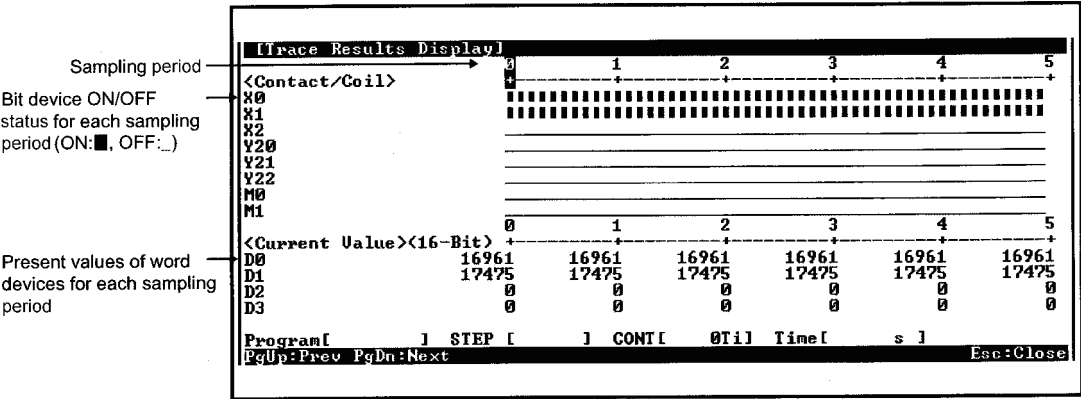 [Trace Results Display]
Sampling period
0 1 2 3 4 5
<Contact/Coil> +---------+---------+---------+---------+---------+
Bit device ON/OFF
status for each sampling
period (ON:■, OFF:_)
X0
X1
X2
Y20
Y21
Y22
M0
M1
0 1 2 3 4 5
<Current Value>(16-Bit) +---------+---------+---------+---------+---------+
Present values of word
devices for each sampling
period
D0 16961 16961 16961 16961 16961 16961
D1 17475 17475 17475 17475 17475 17475
D2 0 0 0 0 0 0
D3 0 0 0 0 0 0
Program[ ] STEP [ ] CONT[ 0Ti] Time[ s ]
PgUp:Prev PgDn:Next Esc:Close